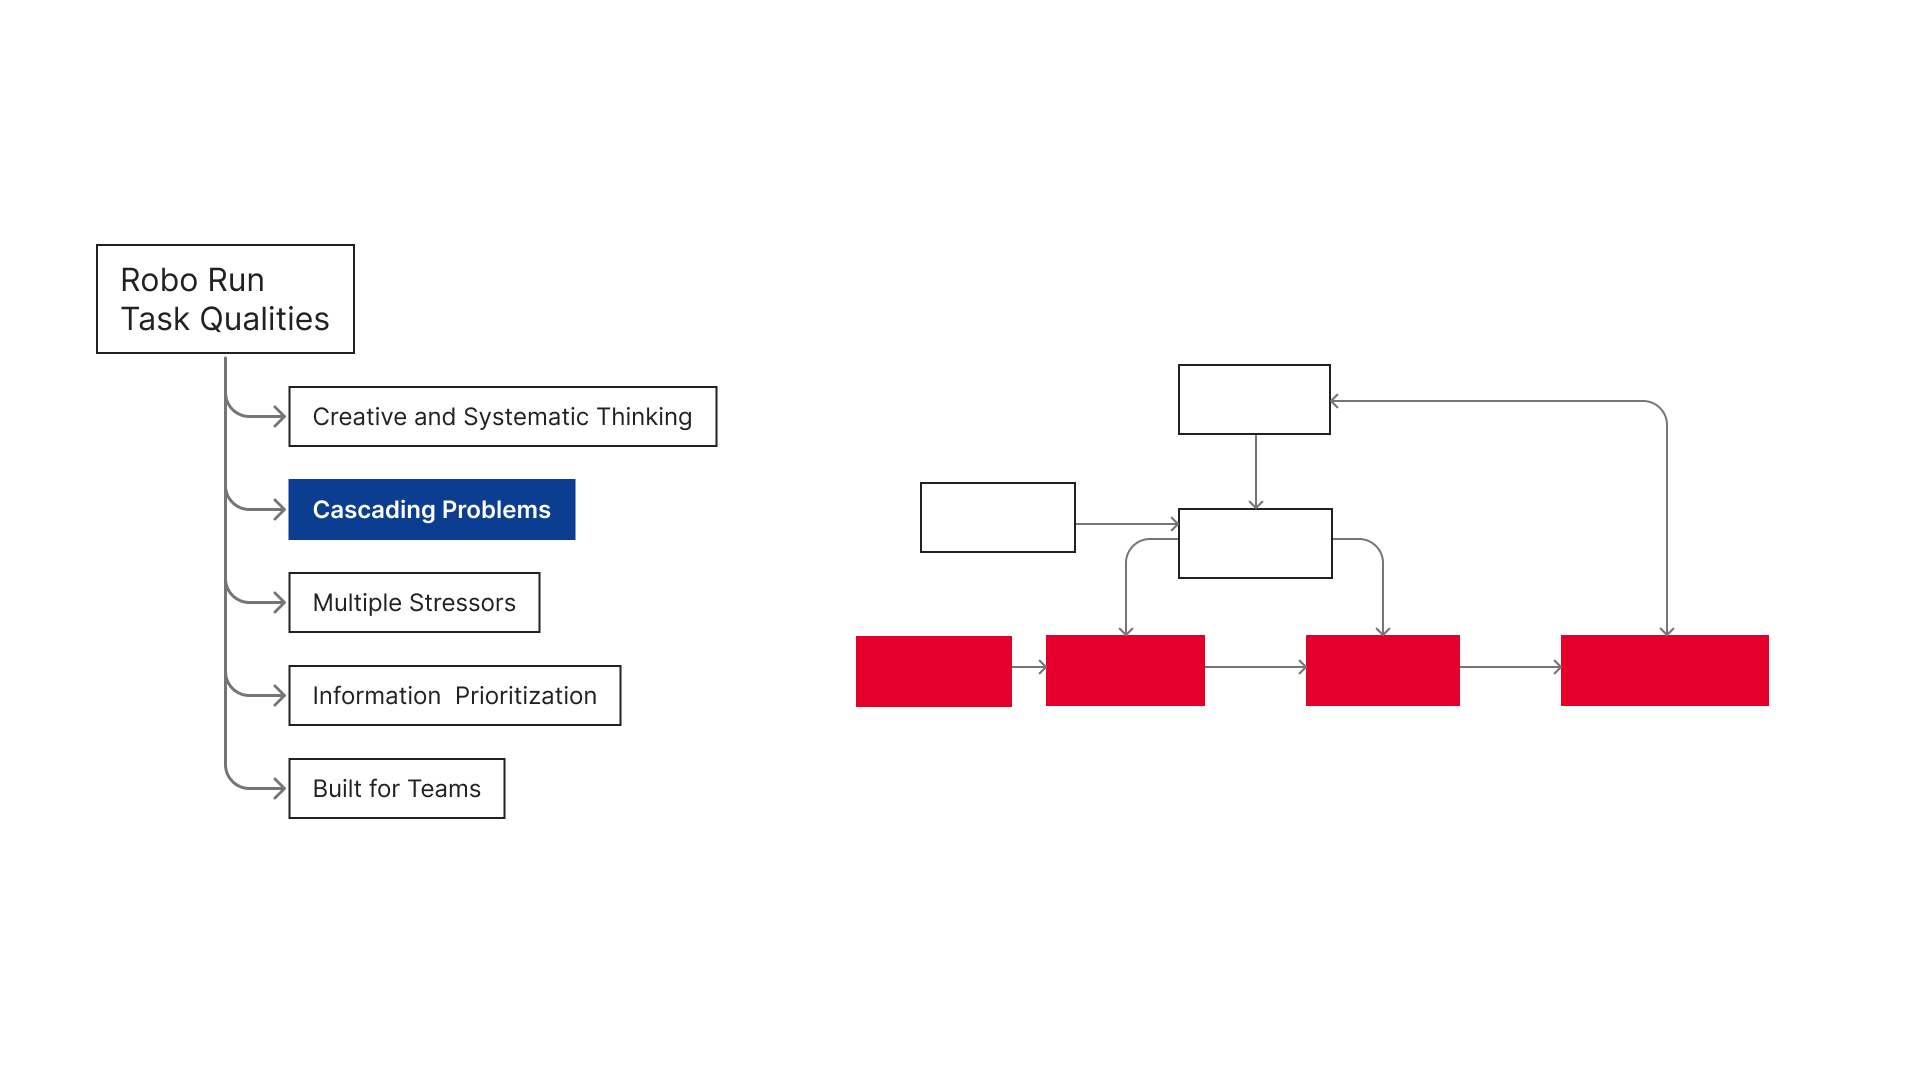 Robo Run
Task Qualities
Creative and Systematic Thinking
Cascading Problems
Multiple Stressors
Information  Prioritization
Built for Teams